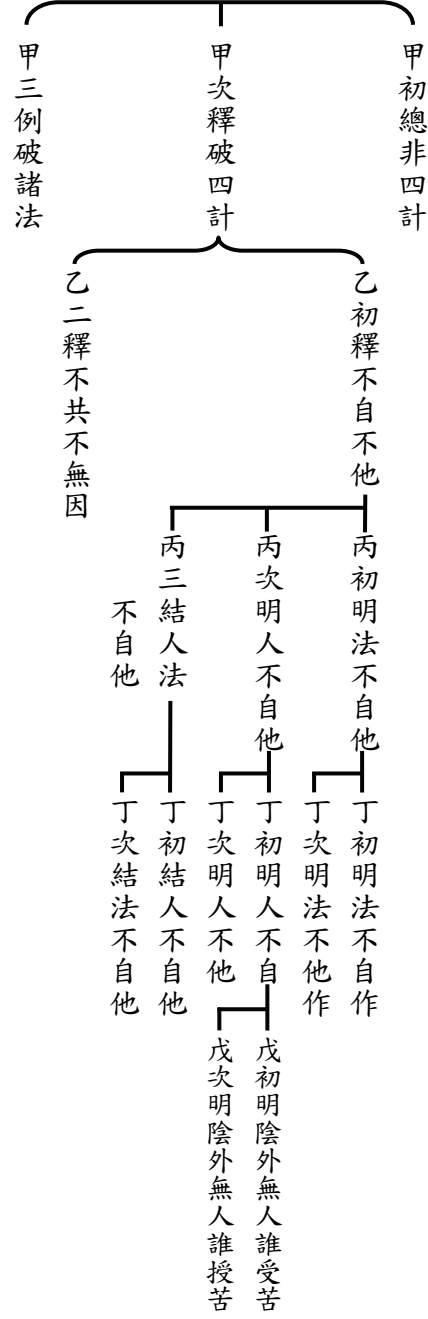 甲初總非四計
甲次釋破四計
甲三例破諸法
乙初釋不自不他
乙二釋不共不無因
丙初明法不自他
丙次明人不自他
丙三結人法
不自他
丁初明法不自作
丁次明法不他作
丁初明人不自
丁次明人不他
丁初結人不自他
丁次結法不自他
戊初明陰外無人誰受苦
戊次明陰外無人誰授苦